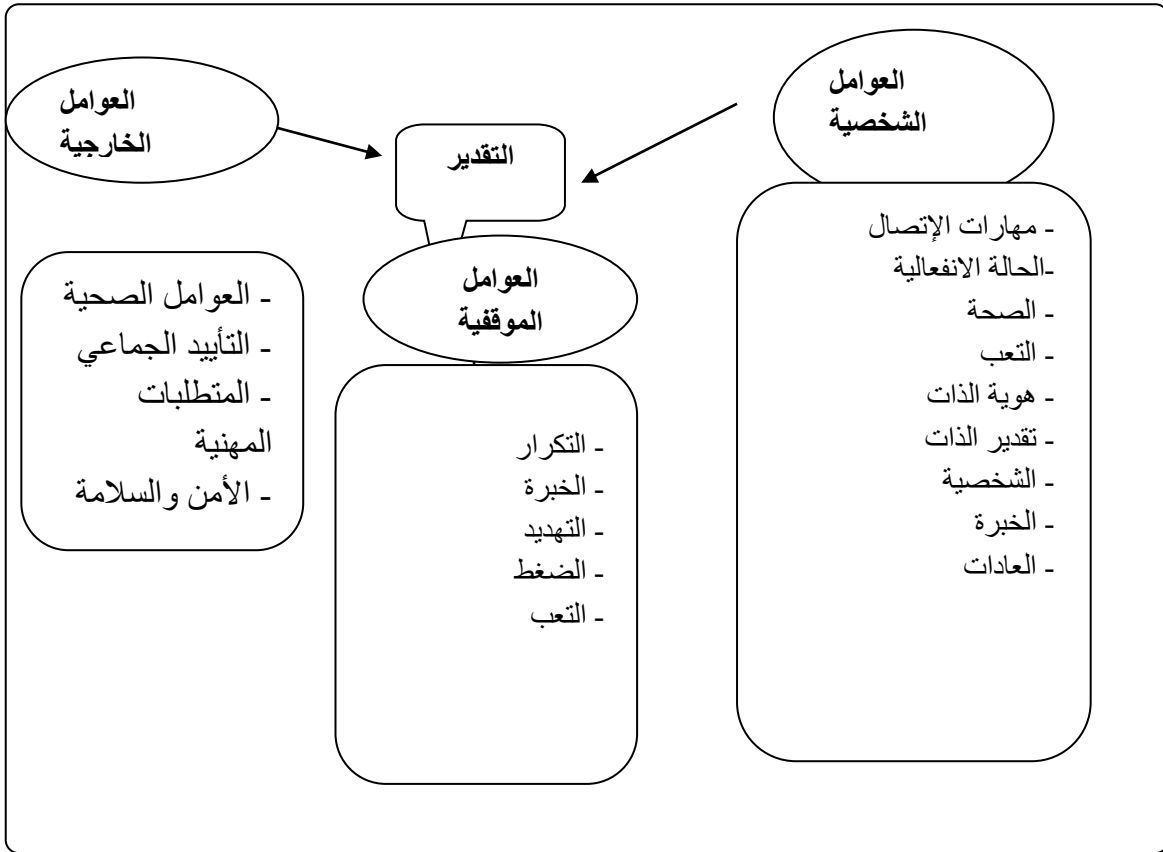 العوامل
الشخصية
- مهارات الإتصال
-الحالة الانفعالية
- الصحة
- التعب
- هوية الذات
- تقدير الذات
- الشخصية
- الخبرة
- العادات
التقدير
العوامل
الموقفية
- التكرار
- الخبرة
- التهديد
- الضغط
- التعب
العوامل
الخارجية
- العوامل الصحية
- التأييد الجماعي
- المتطلبات
المهنية
- الأمن والسلامة